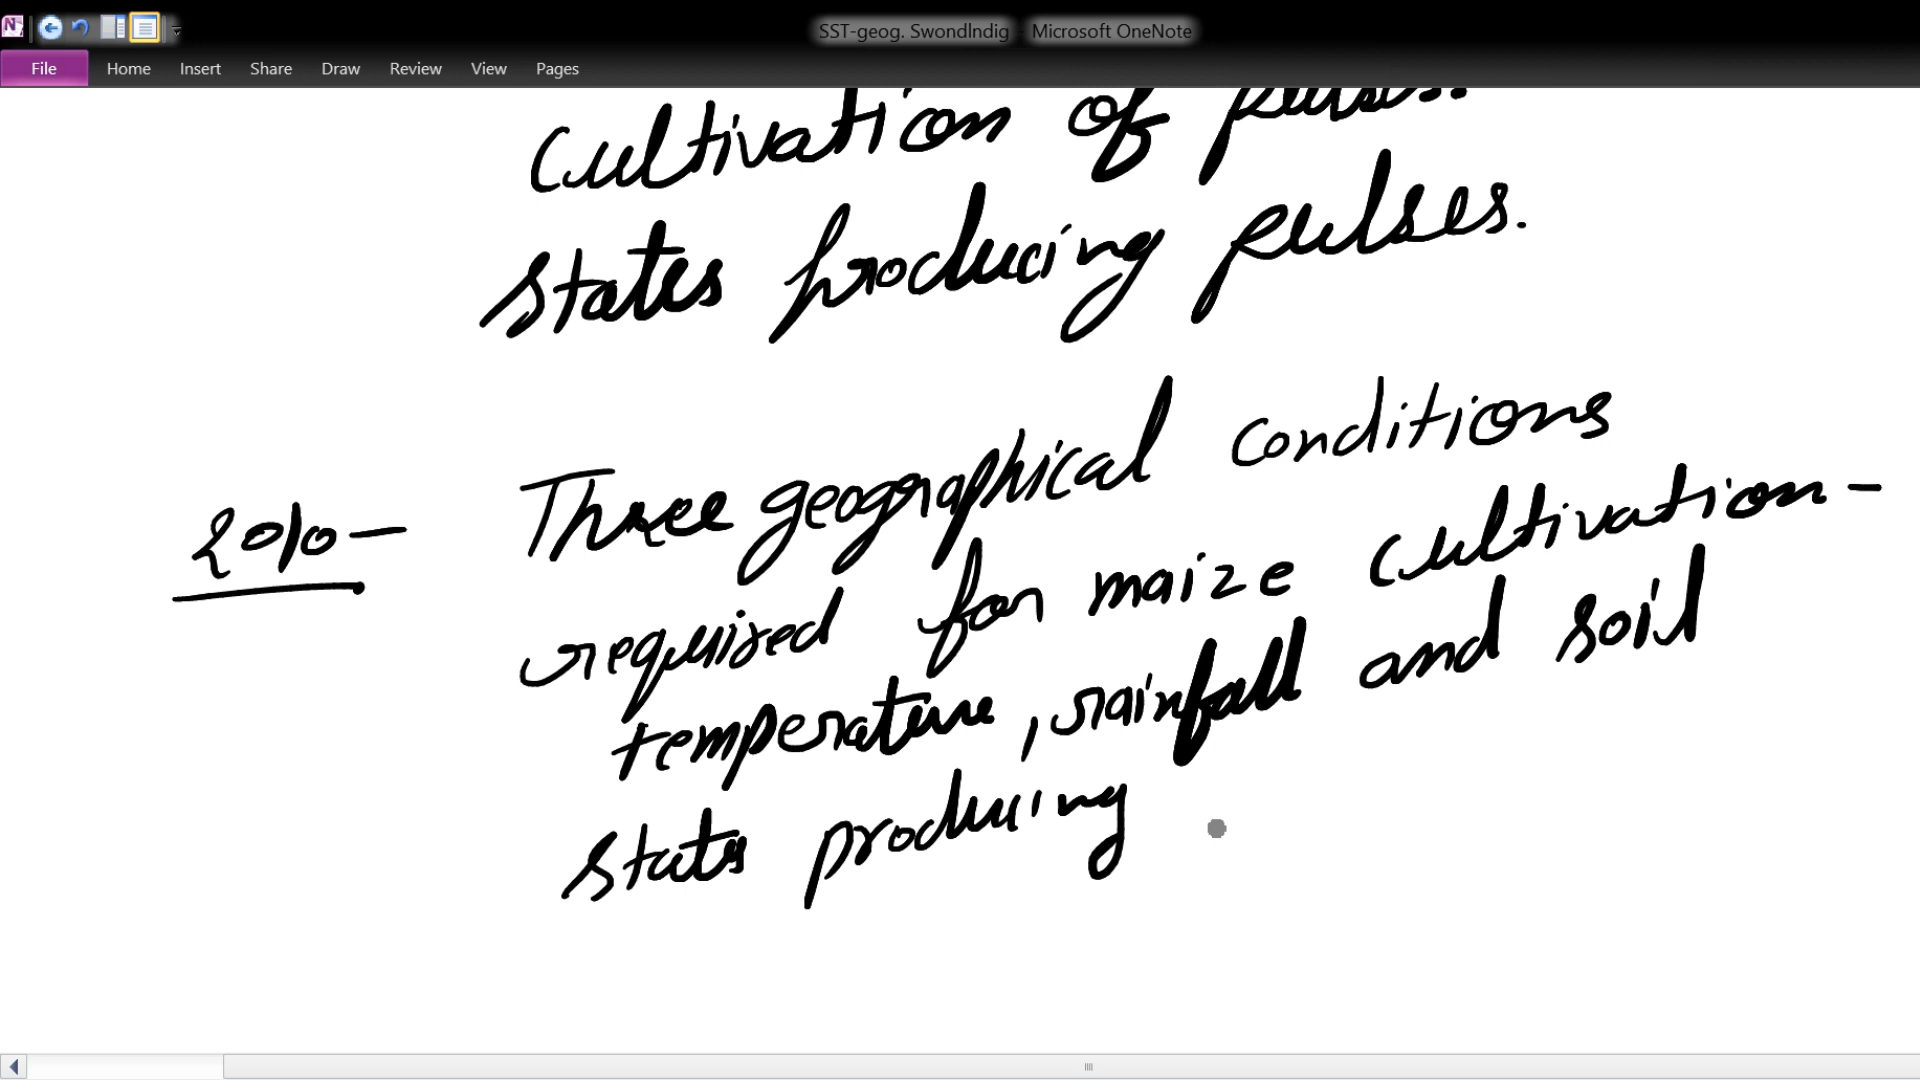 SST-geog. SwondIndig - Microsoft OneNote
File Home Insert Share Draw Review View Pages
cultivation of pulses.
states producing pulses.
Three geographical conditions
2010-
required for maize cultivation-
temperature, rainfall and soil
states producing